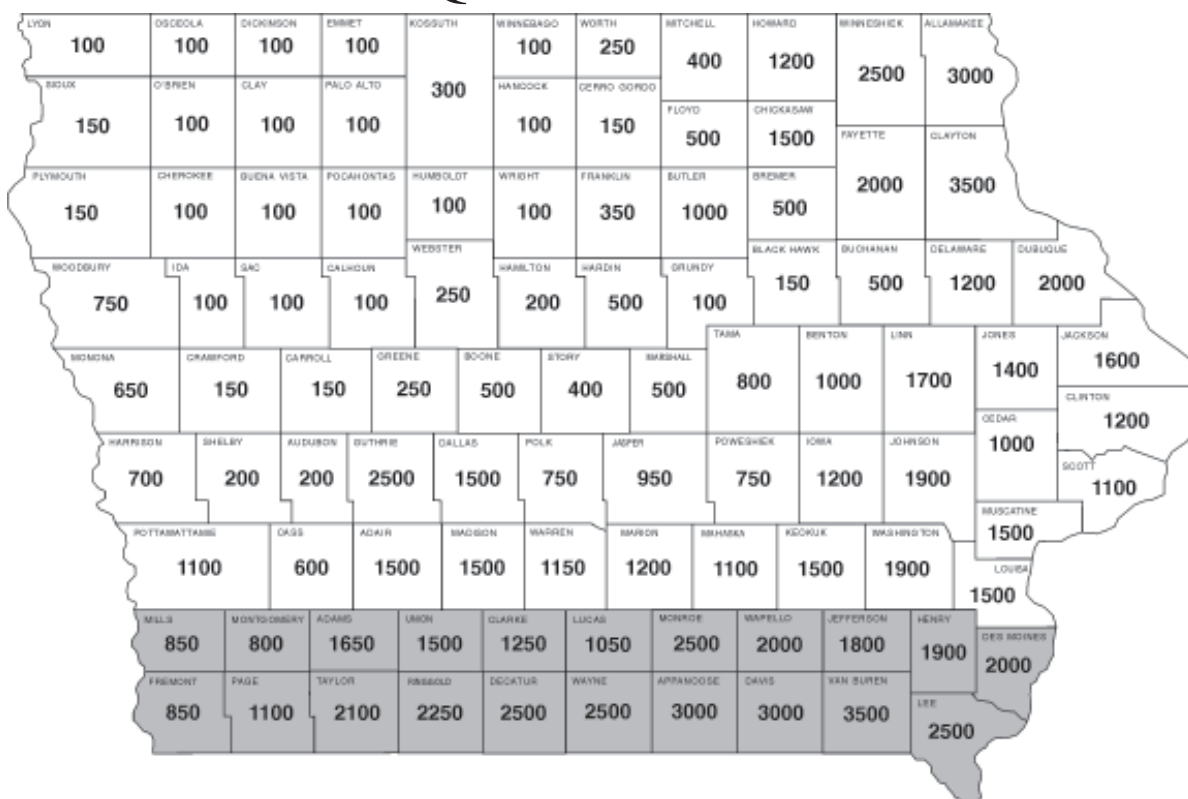 LYON
100
OSCEOLA
100
DICKINSON
100
EMMET
100
KOSSUTH
300
WINNEBAGO
100
WORTH
250
MITCHELL
400
HOWARD
1200
WINNESHIEK
2500
ALLAMAKEE
3000
SIOUX
150
O'BRIEN
100
CLAY
100
PALO ALTO
100
HANCOCK
100
CERRO GORDO
150
FLOYD
500
CHICKASAW
1500
FAYETTE
2000
CLAYTON
3500
PLYMOUTH
150
CHEROKEE
100
BUENA VISTA
100
POCAHONTAS
100
HUMBOLDT
100
WRIGHT
100
FRANKLIN
350
BUTLER
1000
BREMER
500
WOODBURY
750
IDA
100
SAC
100
CALHOUN
100
WEBSTER
250
HAMILTON
200
HARDIN
500
GRUNDY
100
BLACK HAWK
150
BUCHANAN
500
DELAWARE
1200
DUBUQUE
2000
MONONA
650
CRAWFORD
150
CARROLL
150
GREENE
250
BOONE
500
STORY
400
MARSHALL
500
TAMA
800
BENTON
1000
LINN
1700
JONES
1400
JACKSON
1600
CLINTON
1200
HARRISON
700
SHELBY
200
AUDUBON
200
GUTHRIE
2500
DALLAS
1500
POLK
750
JASPER
950
POWESHIEK
750
IOWA
1200
JOHNSON
1900
CEDAR
1000
SCOTT
1100
MUSCATINE
1500
POTTAWATTAMIE
1100
CASS
600
ADAIR
1500
MADISON
1500
WARREN
1150
MARION
1200
MAHASKA
1100
KEOKUK
1500
WASHINGTON
1900
LOUISA
1500
MILLS
850
MONTGOMERY
800
ADAMS
1650
UNION
1500
CLARKE
1250
LUCAS
1050
MONROE
2500
WAPELLO
2000
JEFFERSON
1800
HENRY
1900
DES MOINES
2000
FREMONT
850
PAGE
1100
TAYLOR
2100
RINGGOLD
2250
DECATUR
2500
WAYNE
2500
APPANOOSE
3000
DAVIS
3000
VAN BUREN
3500
LEE
2500